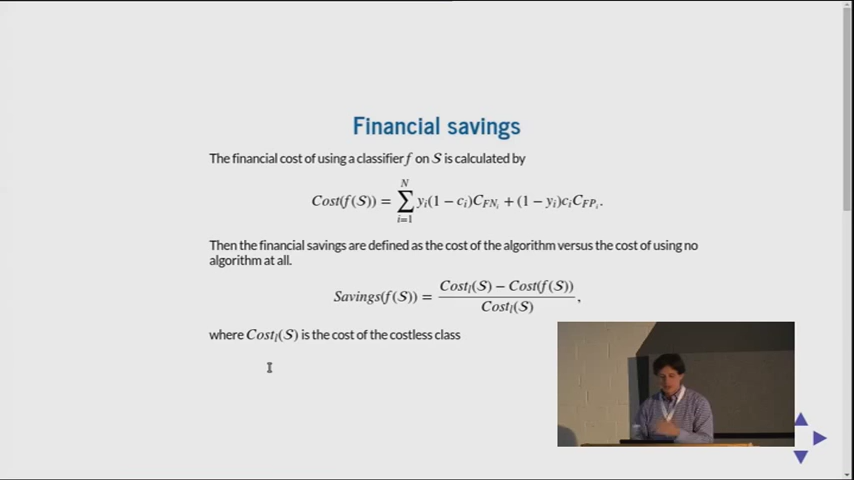 Financial savings
The financial cost of using a classifier f on S is calculated by
Cost(f(S)) = \sum_{i=1}^{N} y_i(1 − c_i)C_{FN_i} + (1 − y_i)c_i C_{FP_i}.
Then the financial savings are defined as the cost of the algorithm versus the cost of using no
algorithm at all.
Savings(f(S)) = \frac{Cost_l(S) − Cost(f(S))}{Cost_l(S)},
where Cost_l(S) is the cost of the costless class